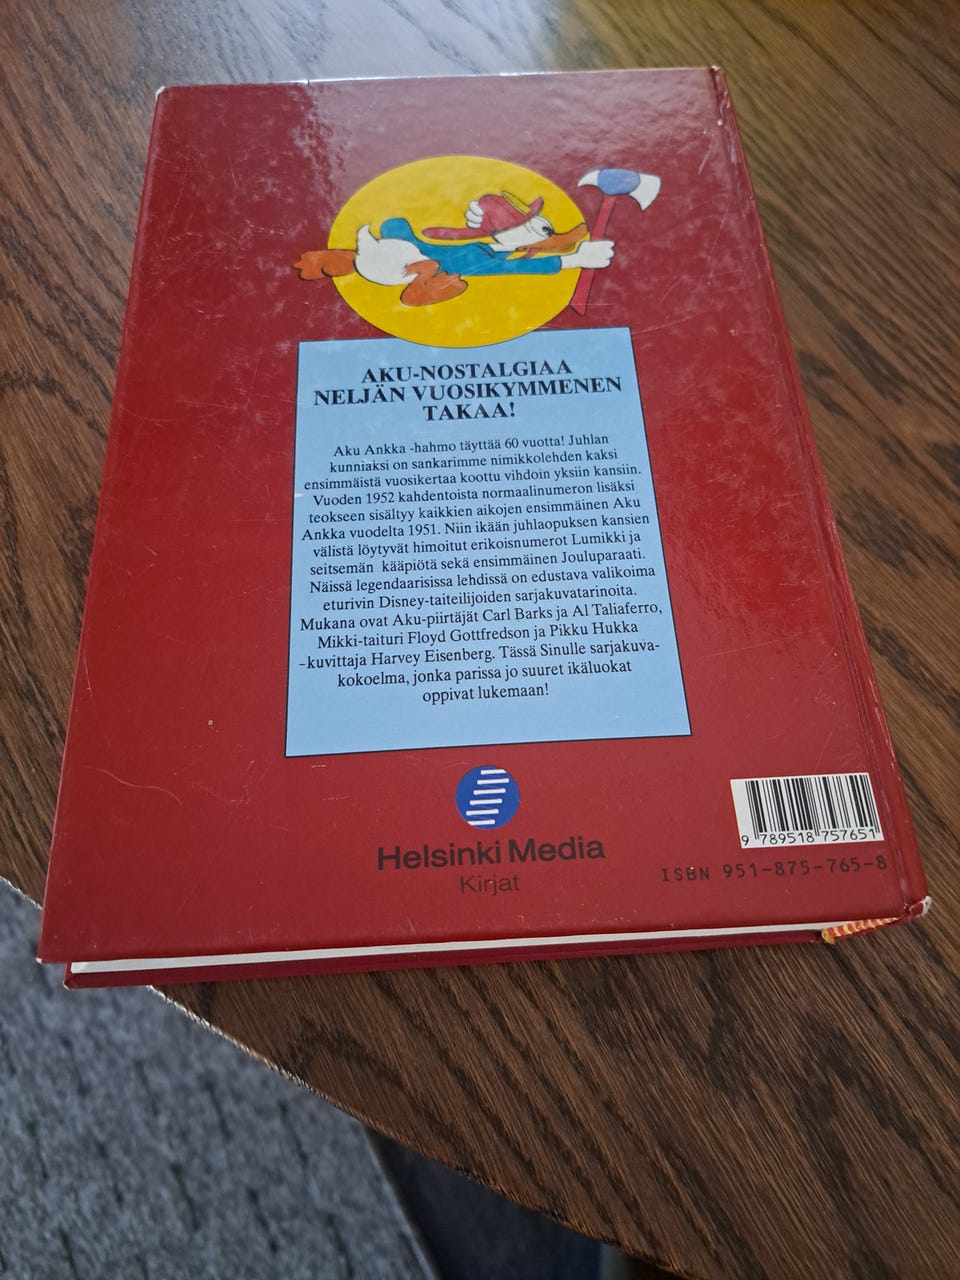 AKU-NOSTALGIAA
NELJÄN VUOSIKYMMENEN
TAKAA!
Aku Ankka -hahmo täyttää 60 vuotta! Juhlan
kunniaksi on sankarimme nimikkolehden kaksi
ensimmäistä vuosikertaa koottu vihdoin yksiin kansiin.
Vuoden 1952 kahdentoista normaalinumeron lisäksi
teokseen sisältyy kaikkien aikojen ensimmäinen Aku
Ankka vuodelta 1951. Niin ikään juhlaopuksen kansien
välistä löytyvät himoitut erikoisnumerot Lumikki ja
seitsemän kääpiötä sekä ensimmäinen Jouluparaati.
Näissä legendaarisissa lehdissä on edustava valikoima
eturivin Disney-taiteilijoiden sarjakuvatarinoita.
Mukana ovat Aku-piirtäjät Carl Barks ja Al Taliaferro,
Mikki-taituri Floyd Gottfredson ja Pikku Hukka
-kuvittaja Harvey Eisenberg. Tässä Sinulle sarjakuva-
kokoelma, jonka parissa jo suuret ikäluokat
oppivat lukemaan!
Helsinki Media
Kirjat
9 789518 757651
ISBN 951-875-765-8